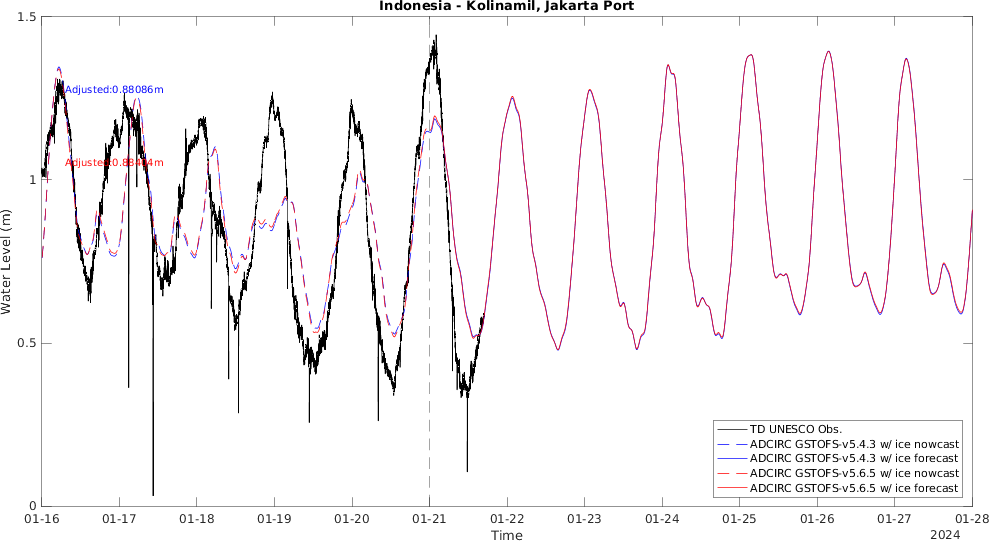 Indonesia - Kolinamil, Jakarta Port
Water Level (m)
1.5
1
0.5
0
Adjusted:0.88086m
TD UNESCO Obs.
ADCIRC GSTOFS-v5.4.3 w/ ice nowcast
ADCIRC GSTOFS-v5.4.3 w/ ice forecast
ADCIRC GSTOFS-v5.6.5 w/ ice nowcast
ADCIRC GSTOFS-v5.6.5 w/ ice forecast
01-16 01-17 01-18 01-19 01-20 01-21 01-22 01-23 01-24 01-25 01-26 01-27 01-28
Time
2024